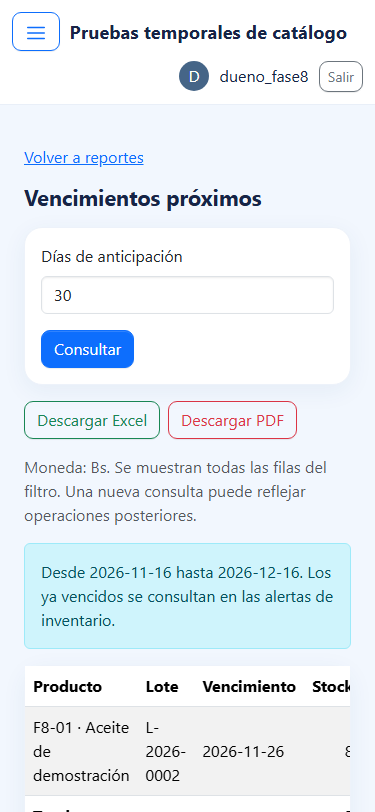 Pruebas temporales de catálogo
D dueno_fase8 Salir
Volver a reportes
Vencimientos próximos
Días de anticipación
30
Consultar
Descargar Excel Descargar PDF
Moneda: Bs. Se muestran todas las filas del
filtro. Una nueva consulta puede reflejar
operaciones posteriores.
Desde 2026-11-16 hasta 2026-12-16. Los
ya vencidos se consultan en las alertas de
inventario.
Producto Lote Vencimiento Stock
F8-01 · Aceite L-
de 2026- 2026-11-26
demostración 0002